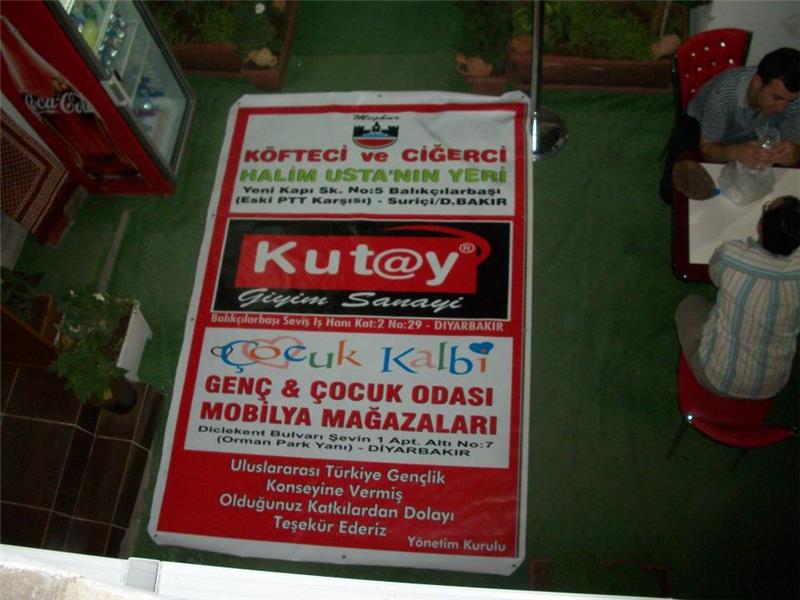 Coca-Cola
Meşhur
KÖFTECİ ve CİĞERCİ
HALİM USTA'NIN YERİ
Yeni Kapı Sk. No:5 Balıkçılarbaşı
(Eski PTT Karşısı) - Suriçi/D.BAKIR
Kut@y®
Giyim Sanayi
Balıkçılarbaşı Seviş İş Hanı Kat:2 No:29 - DİYARBAKIR
Çocuk Kalbi
GENÇ & ÇOCUK ODASI
MOBİLYA MAĞAZALARI
Diclekent Bulvarı Şevin 1 Apt. Altı No:7
(Orman Park Yanı) - DİYARBAKIR
Uluslararası Türkiye Gençlik
Konseyine Vermiş
Olduğunuz Katkılardan Dolayı
Teşekür Ederiz
Yönetim Kurulu